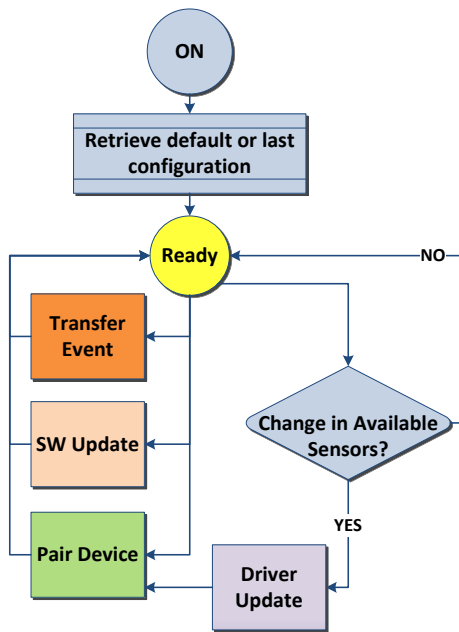 ON
Retrieve default or last
configuration
Ready
NO
Transfer
Event
Change in Available
Sensors?
SW Update
YES
Pair Device
Driver
Update